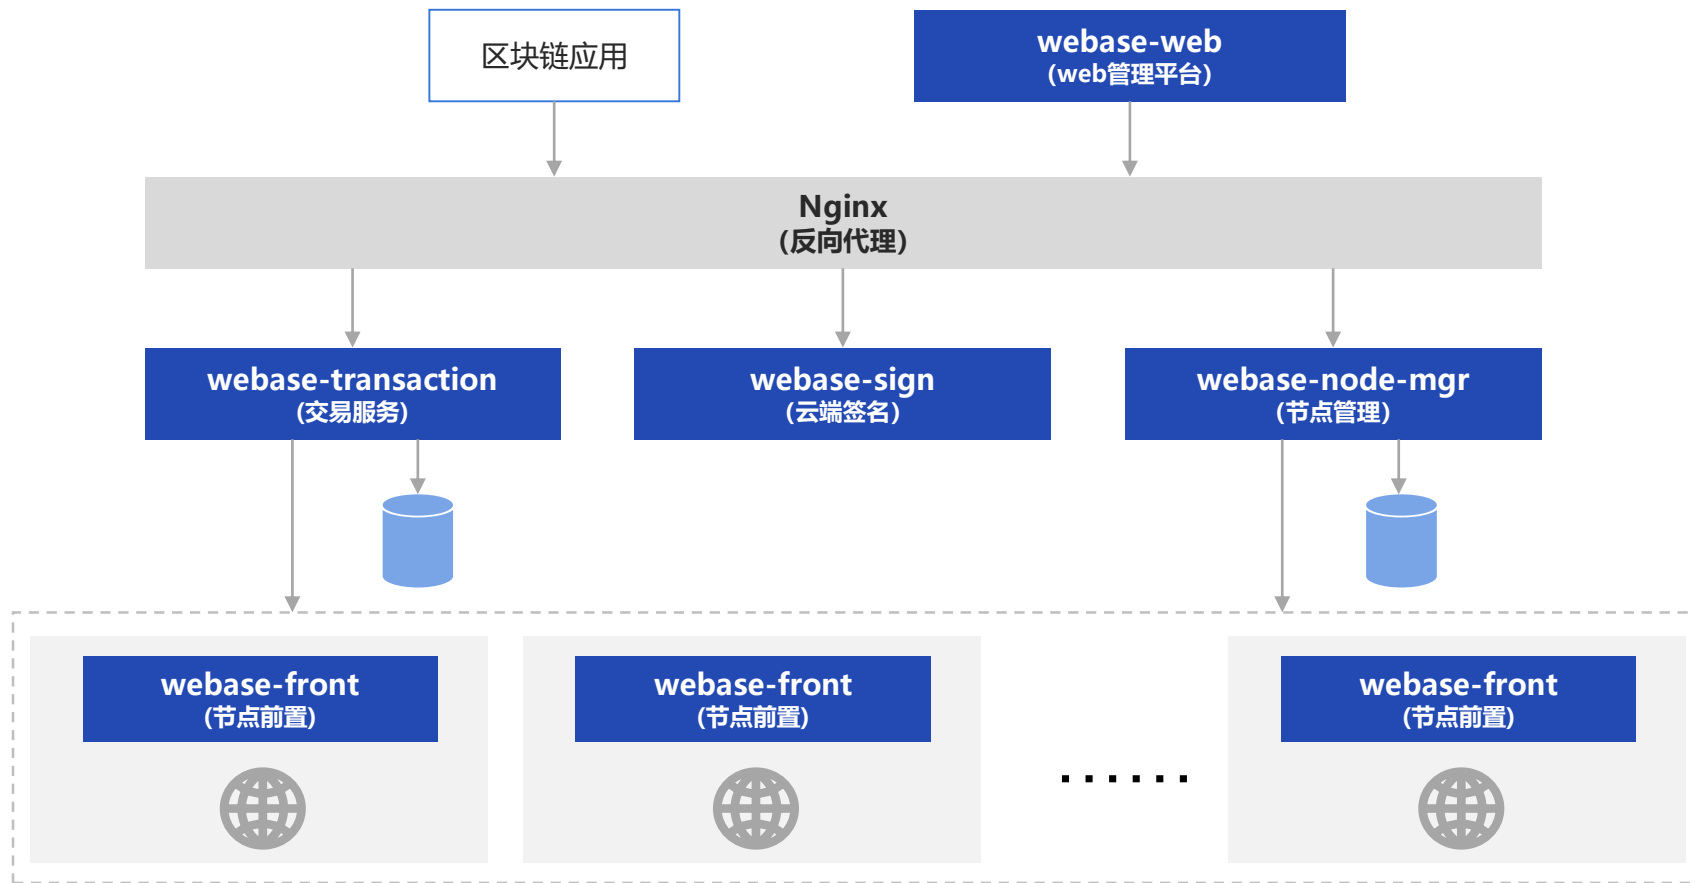 区块链应用
webase-web
(web管理平台)
Nginx
(反向代理)
webase-transaction
(交易服务)
webase-sign
(云端签名)
webase-node-mgr
(节点管理)
webase-front
(节点前置)
webase-front
(节点前置)
······
webase-front
(节点前置)